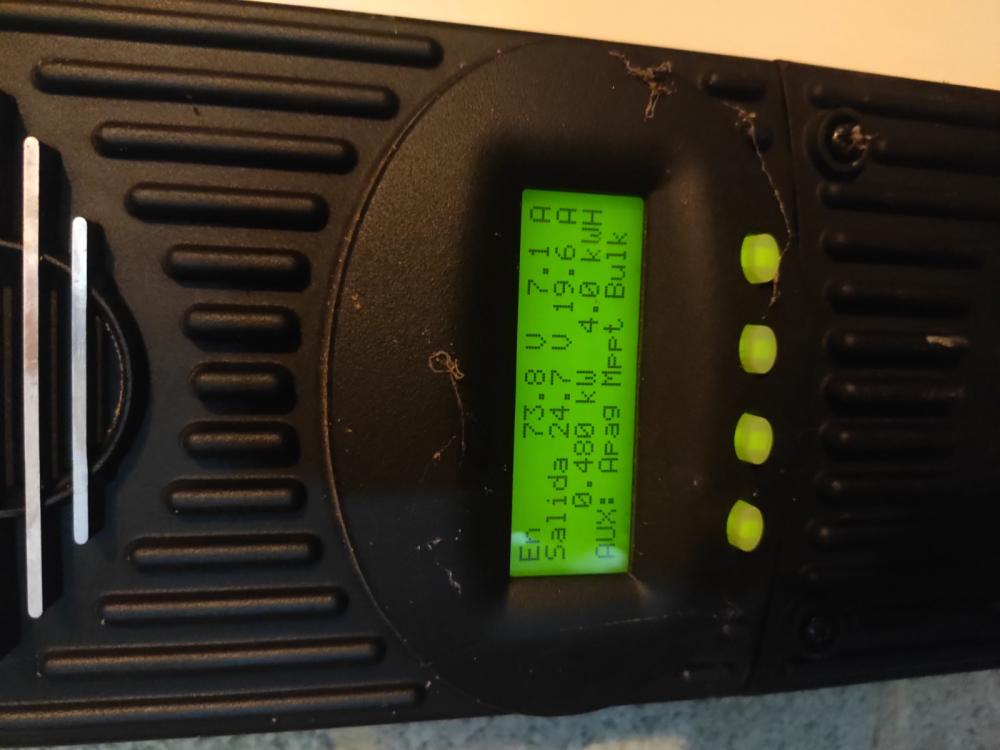 En 73.8 V 7.1 A
Salida 24.7 V 19.6 A
0.480 kW 4.0 kWH
AUX: Apag Mppt Bulk